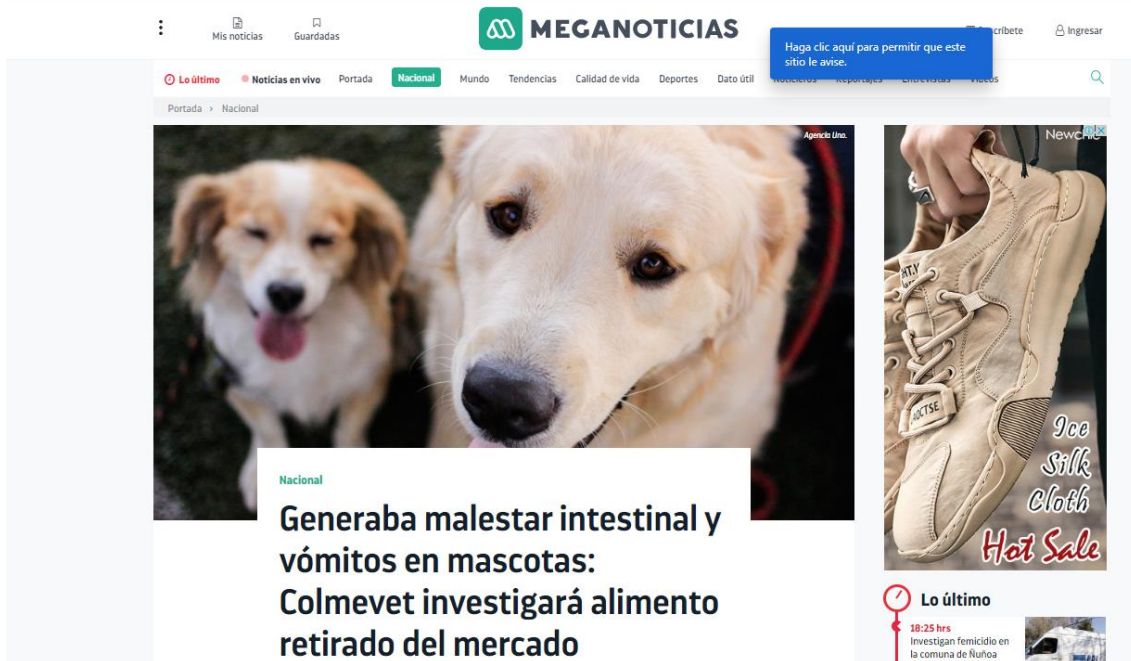 Mis noticias
Guardadas
MEGANOTICIAS
Ingresar
Haga clic aquí para permitir que este
sitio le avise.
Lo último
Noticias en vivo
Portada
Nacional
Mundo
Tendencias
Calidad de vida
Deportes
Dato útil
Portada > Nacional
Agencia Uno.
Nacional
Generaba malestar intestinal y
vómitos en mascotas:
Colmevet investigará alimento
retirado del mercado
Ice
Silk
Cloth
Hot Sale
Lo último
18:25 hrs
Investigan femicidio en
la comuna de Ñuñoa